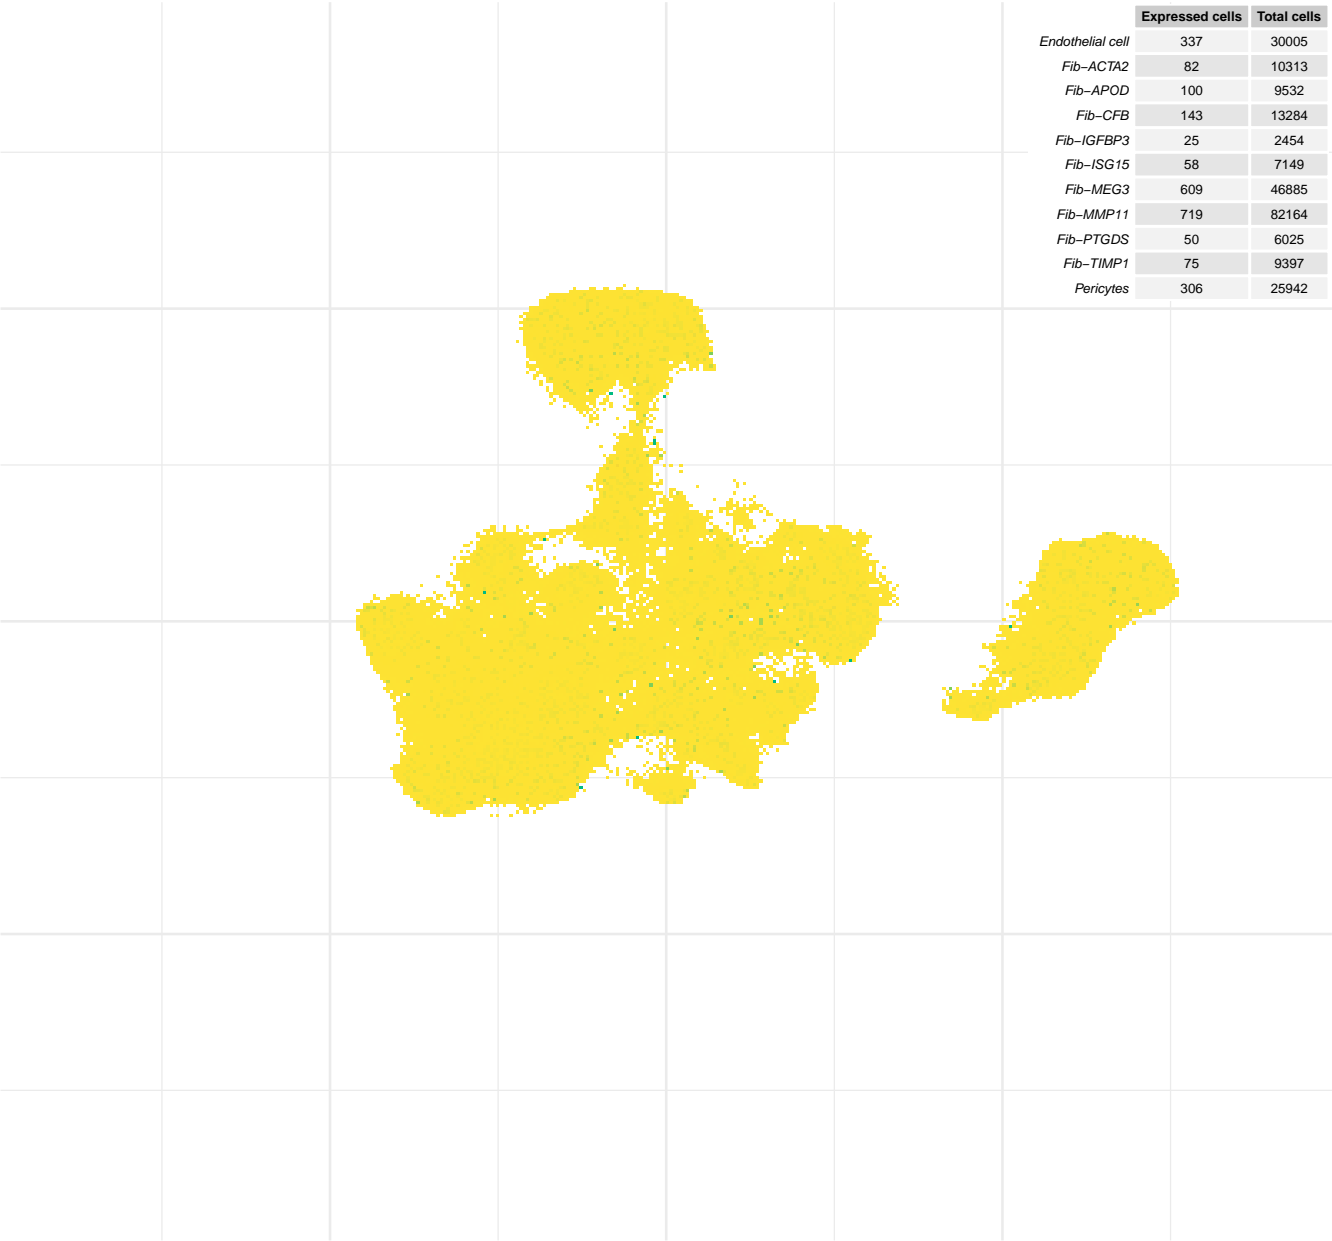 Expressed cells Total cells
Endothelial cell 337 30005
Fib−ACTA2 82 10313
Fib−APOD 100 9532
Fib−CFB 143 13284
Fib−IGFBP3 25 2454
Fib−ISG15 58 7149
Fib−MEG3 609 46885
Fib−MMP11 719 82164
Fib−PTGDS 50 6025
Fib−TIMP1 75 9397
Pericytes 306 25942